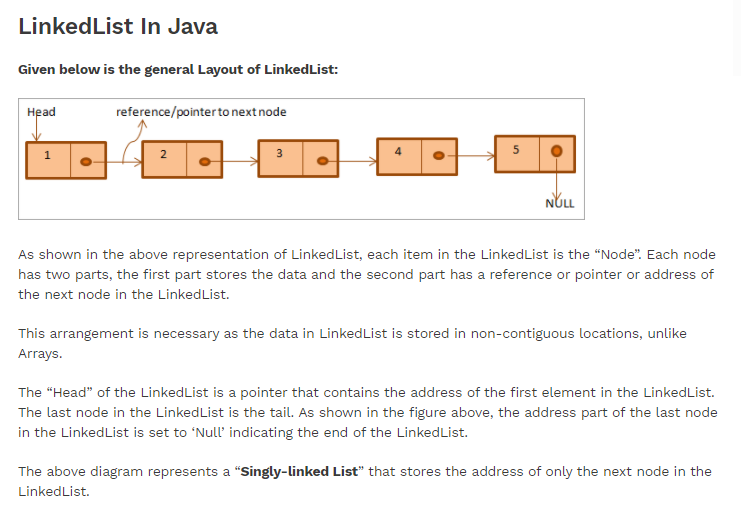 LinkedList In Java
Given below is the general Layout of LinkedList:
Head
reference/pointer to next node
1
2
3
4
5
NULL
As shown in the above representation of LinkedList, each item in the LinkedList is the “Node”. Each node
has two parts, the first part stores the data and the second part has a reference or pointer or address of
the next node in the LinkedList.
This arrangement is necessary as the data in LinkedList is stored in non-contiguous locations, unlike
Arrays.
The “Head” of the LinkedList is a pointer that contains the address of the first element in the LinkedList.
The last node in the LinkedList is the tail. As shown in the figure above, the address part of the last node
in the LinkedList is set to ‘Null’ indicating the end of the LinkedList.
The above diagram represents a “Singly-linked List” that stores the address of only the next node in the
LinkedList.